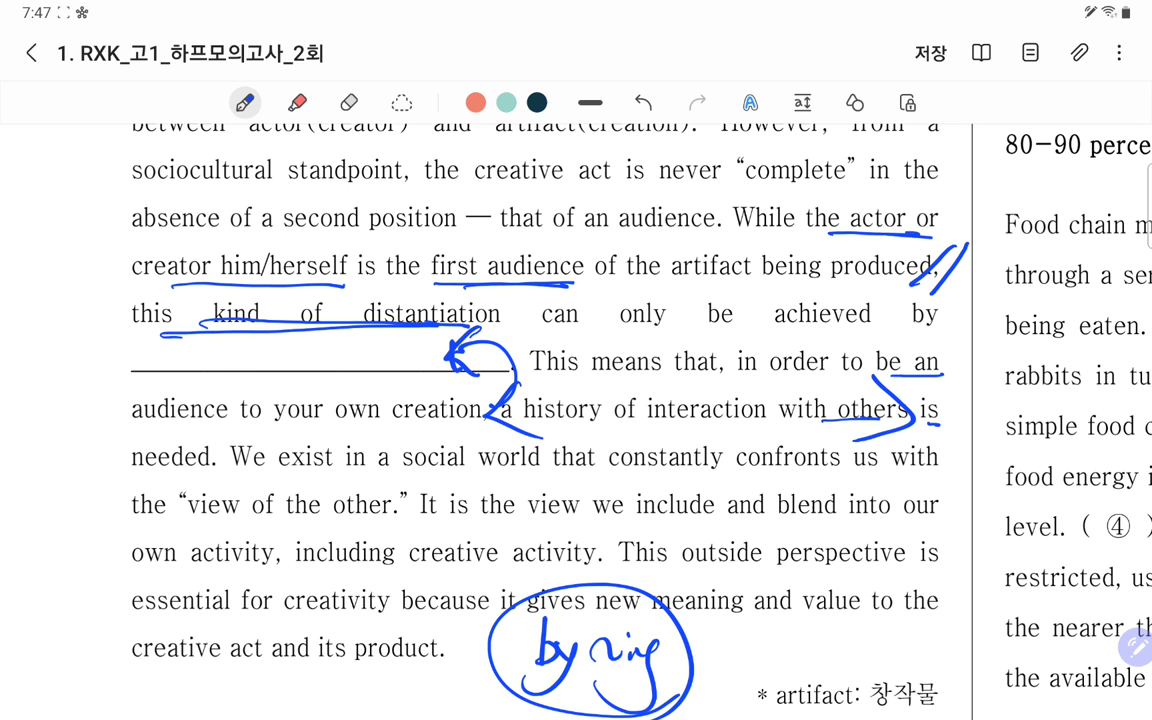 7:47
1. RXK_고1_하프모의고사_2회
저장
between actor(creator) and artifact(creation). However, from a
sociocultural standpoint, the creative act is never “complete” in the
absence of a second position — that of an audience. While the actor or
creator him/herself is the first audience of the artifact being produced,
this kind of distantiation can only be achieved by
. This means that, in order to be an
audience to your own creation, a history of interaction with others is
needed. We exist in a social world that constantly confronts us with
the “view of the other.” It is the view we include and blend into our
own activity, including creative activity. This outside perspective is
essential for creativity because it gives new meaning and value to the
creative act and its product.
by ~ing
* artifact: 창작물
80-90 perce
Food chain m
through a ser
being eaten.
rabbits in tu
simple food c
food energy i
level. ( ④ )
restricted, us
the nearer th
the available